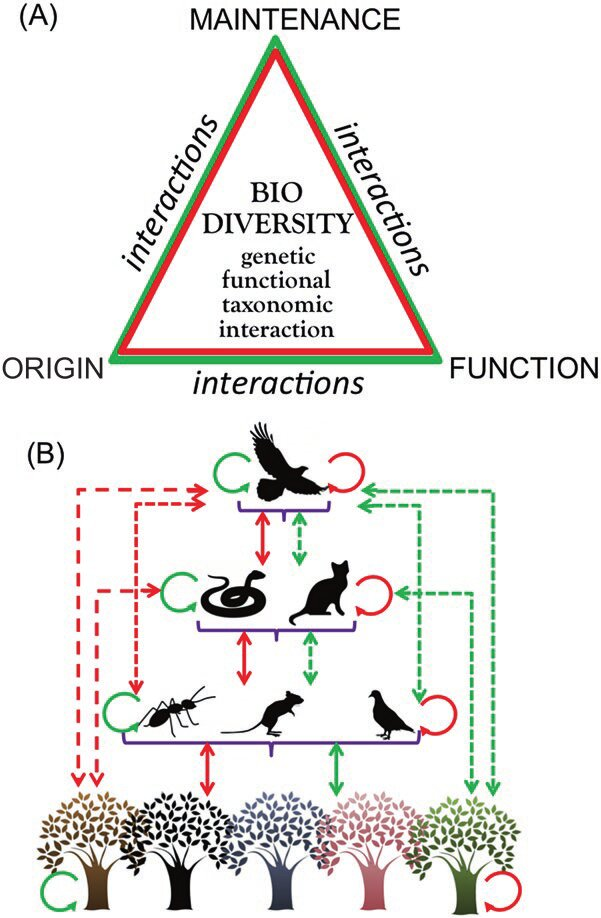 (A)
MAINTENANCE
interactions
interactions
BIO
DIVERSITY
genetic
functional
taxonomic
interaction
ORIGIN
FUNCTION
interactions
(B)